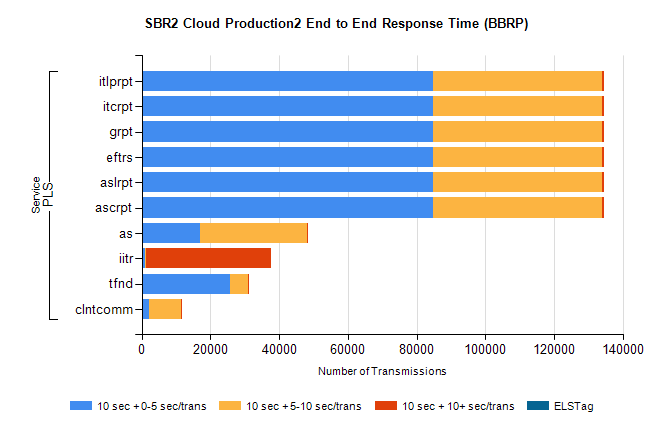 SBR2 Cloud Production2 End to End Response Time (BBRP)
Service
PLS
itlprpt
itcrpt
grpt
eftrs
aslrpt
ascrpt
as
iitr
tfnd
clntcomm
0 20000 40000 60000 80000 100000 120000 140000
Number of Transmissions
10 sec +0-5 sec/trans 10 sec +5-10 sec/trans 10 sec + 10+ sec/trans ELSTag